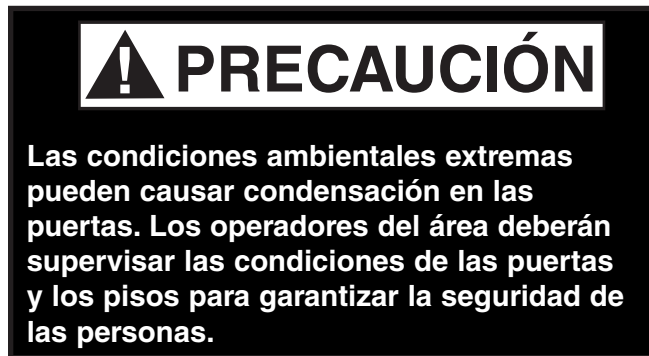 PRECAUCIÓN
Las condiciones ambientales extremas
pueden causar condensación en las
puertas. Los operadores del área deberán
supervisar las condiciones de las puertas
y los pisos para garantizar la seguridad de
las personas.